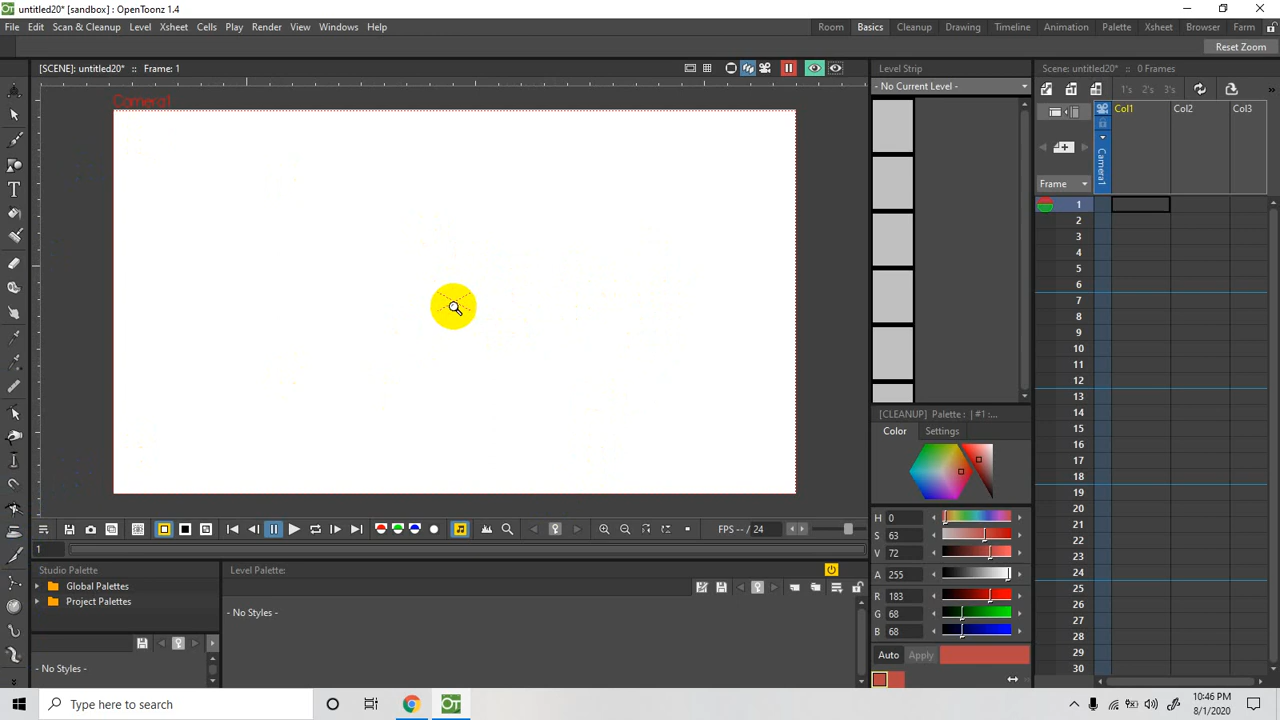 untitled20* [sandbox] : OpenToonz 1.4
File Edit Scan & Cleanup Level Xsheet Cells Play Render View Windows Help
Room Basics Cleanup Drawing Timeline Animation Palette Xsheet Browser Farm
Reset Zoom
[SCENE]: untitled20* :: Frame: 1
Level Strip
Scene: untitled20* :: 0 Frames
- No Current Level -
1's 2's 3's
Camera1
Col1 Col2 Col3
Camera1
Frame
1
2
3
4
5
6
7
8
9
10
11
12
13
14
15
16
17
18
19
20
21
22
23
24
25
26
27
28
29
30
[CLEANUP] Palette : | #1 :...
Color Settings
H 0
S 63
V 72
A 255
R 183
G 68
B 68
Auto Apply
FPS -- / 24
1
Studio Palette
Global Palettes
Project Palettes
- No Styles -
Level Palette:
- No Styles -
Type here to search
10:46 PM
8/1/2020